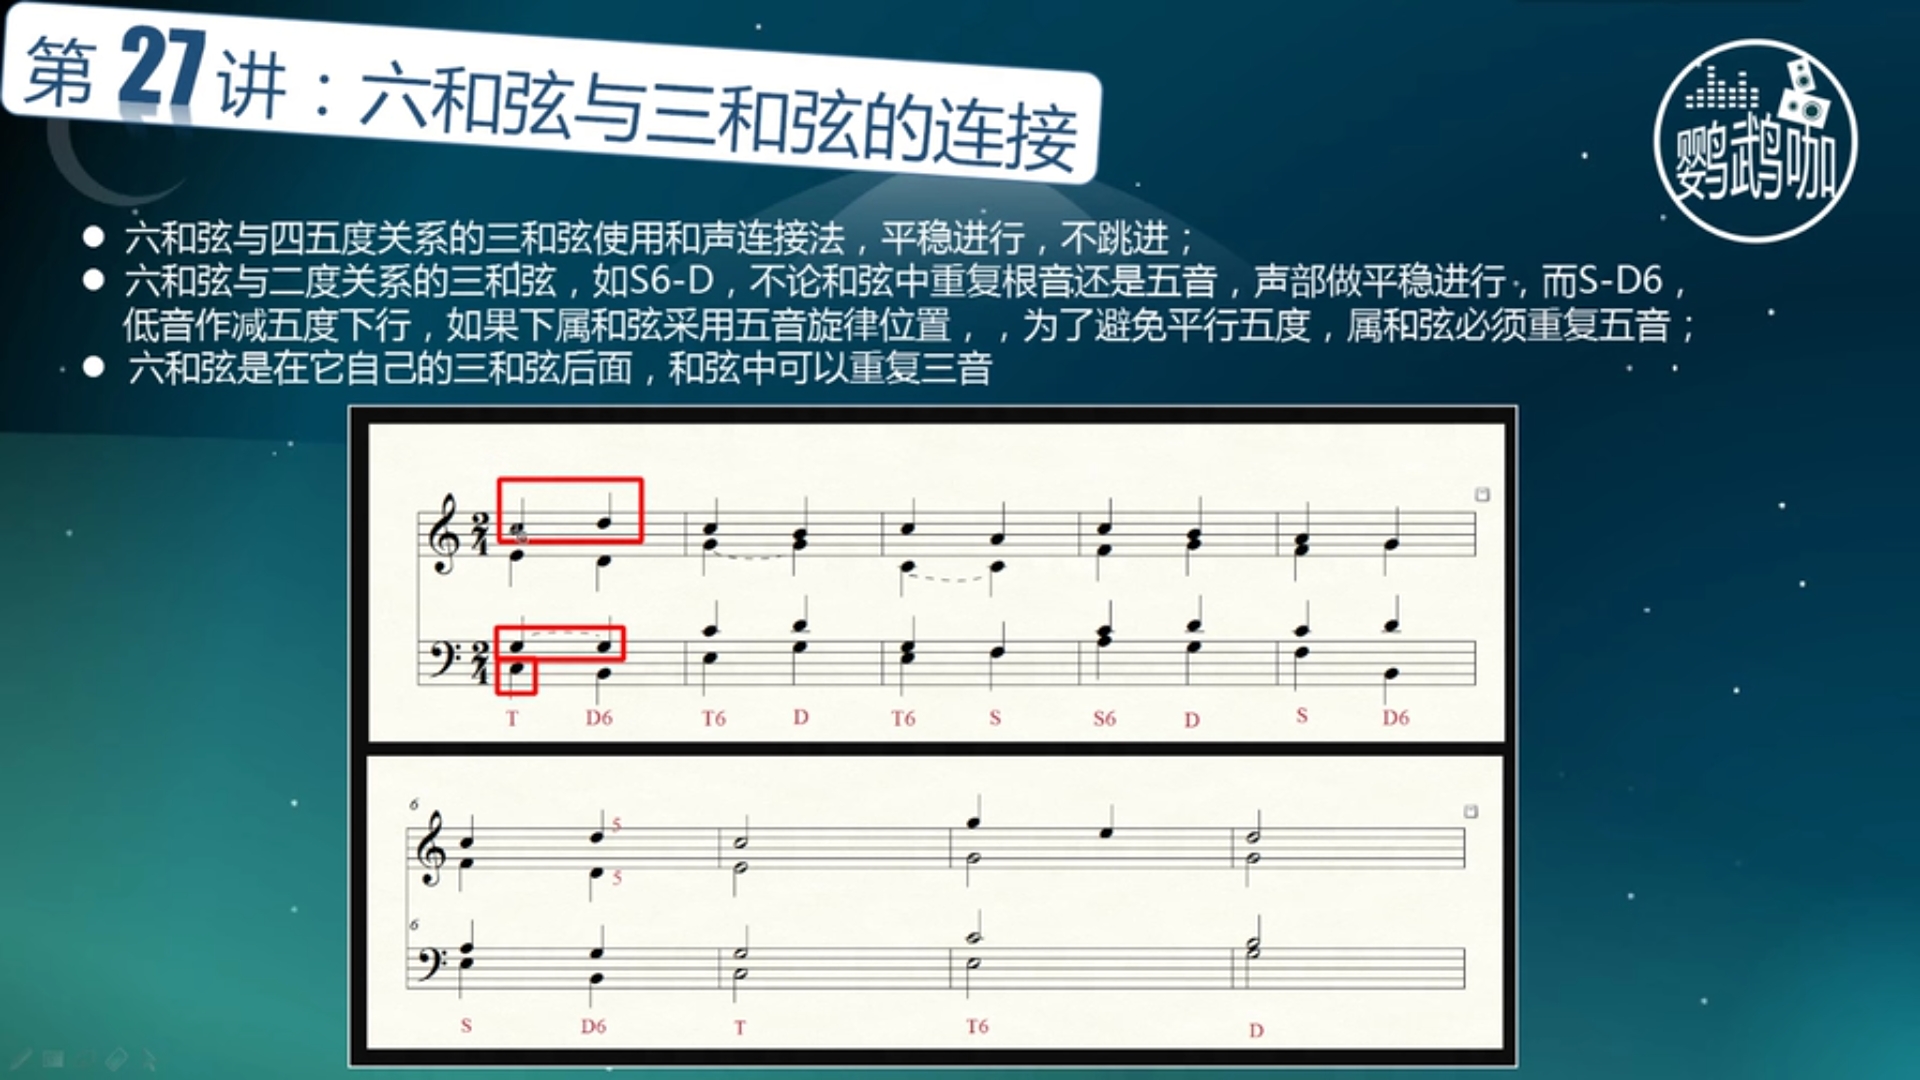 第27讲：六和弦与三和弦的连接
鹦鹉咖
六和弦与四五度关系的三和弦使用和声连接法，平稳进行，不跳进；
六和弦与二度关系的三和弦，如S6-D，不论和弦中重复根音还是五音，声部做平稳进行，而S-D6，
低音作减五度下行，如果下属和弦采用五音旋律位置，，为了避免平行五度，属和弦必须重复五音；
六和弦是在它自己的三和弦后面，和弦中可以重复三音
2 4
2 4
T D6 T6 D T6 S S6 D S D6
6
5
5
6
S D6 T T6 D